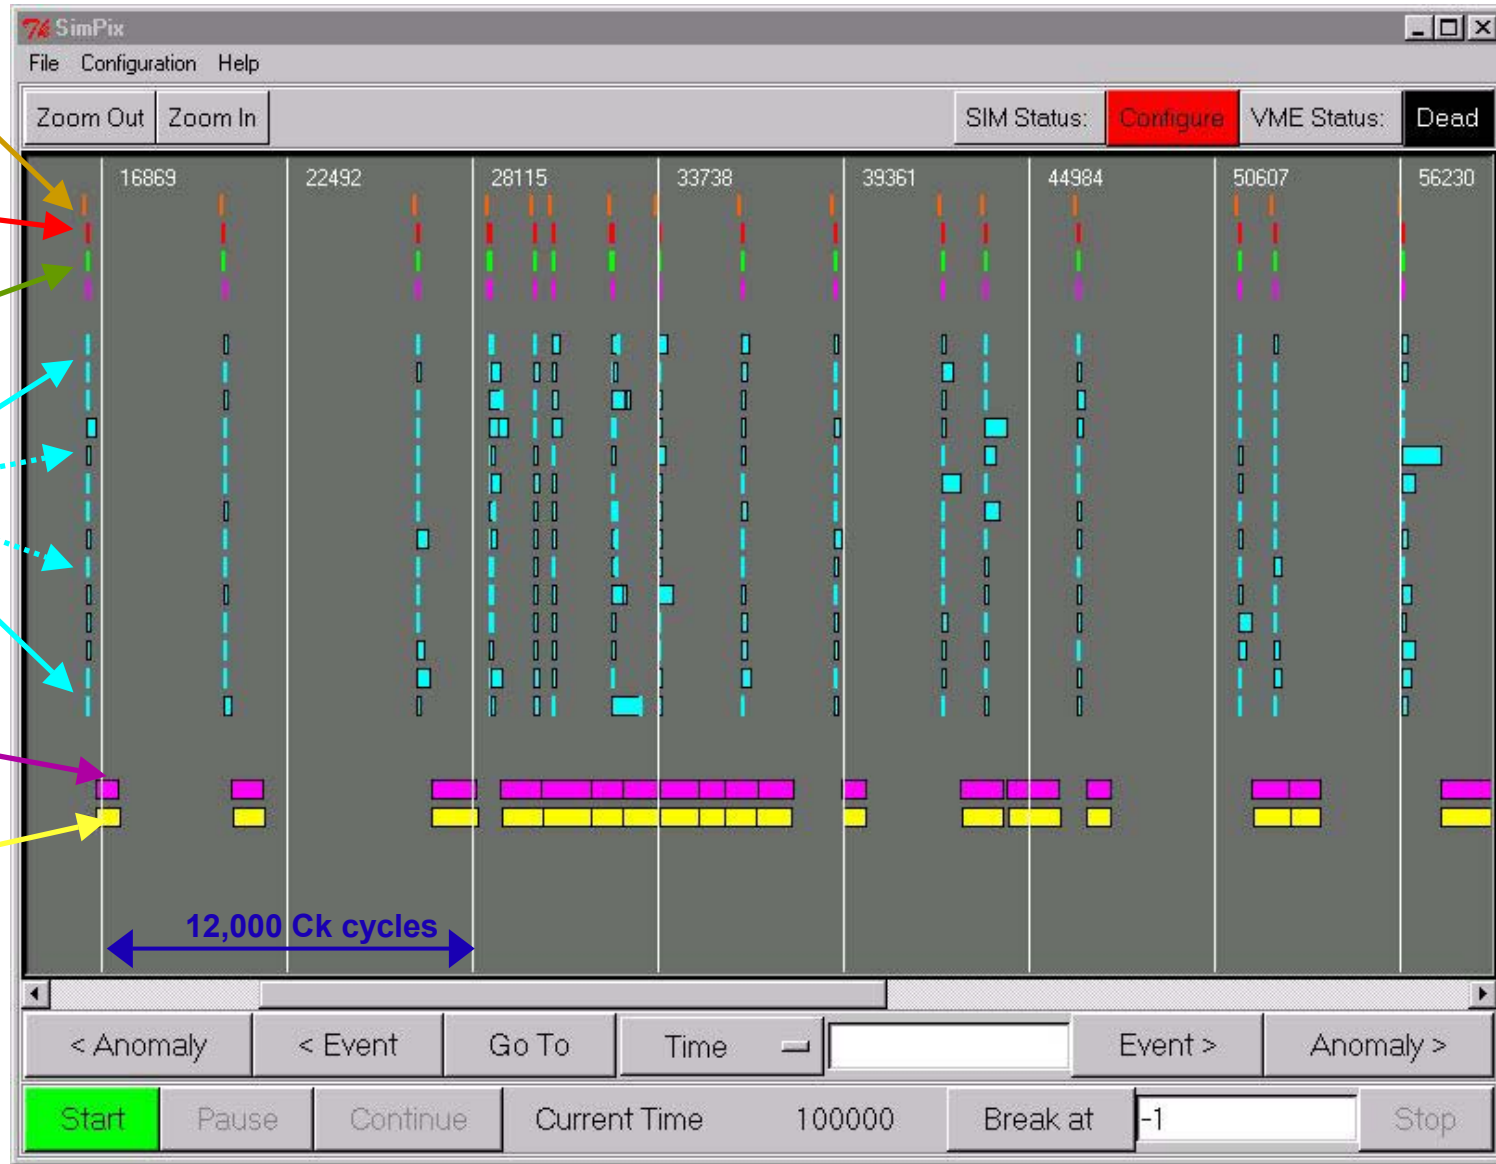 SimPix
File Configuration Help
Zoom Out Zoom In SIM Status: Configure VME Status: Dead
16869 22492 28115 33738 39361 44984 50607 56230
12,000 Ck cycles
< Anomaly < Event Go To Time Event > Anomaly >
Start Pause Continue Current Time 100000 Break at -1 Stop